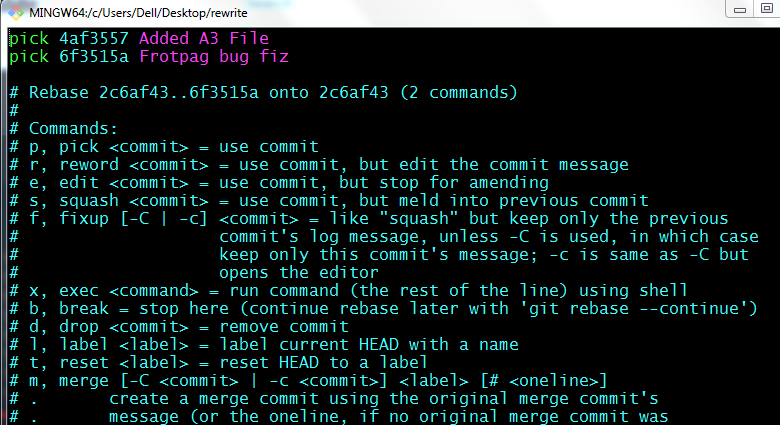 MINGW64:/c/Users/Dell/Desktop/rewrite
pick 4af3557 Added A3 File
pick 6f3515a Frotpag bug fiz
# Rebase 2c6af43..6f3515a onto 2c6af43 (2 commands)
#
# Commands:
# p, pick <commit> = use commit
# r, reword <commit> = use commit, but edit the commit message
# e, edit <commit> = use commit, but stop for amending
# s, squash <commit> = use commit, but meld into previous commit
# f, fixup [-C | -c] <commit> = like "squash" but keep only the previous
#                    commit's log message, unless -C is used, in which case
#                    keep only this commit's message; -c is same as -C but
#                    opens the editor
# x, exec <command> = run command (the rest of the line) using shell
# b, break = stop here (continue rebase later with 'git rebase --continue')
# d, drop <commit> = remove commit
# l, label <label> = label current HEAD with a name
# t, reset <label> = reset HEAD to a label
# m, merge [-C <commit> | -c <commit>] <label> [# <oneline>]
# .       create a merge commit using the original merge commit's
# .       message (or the oneline, if no original merge commit was